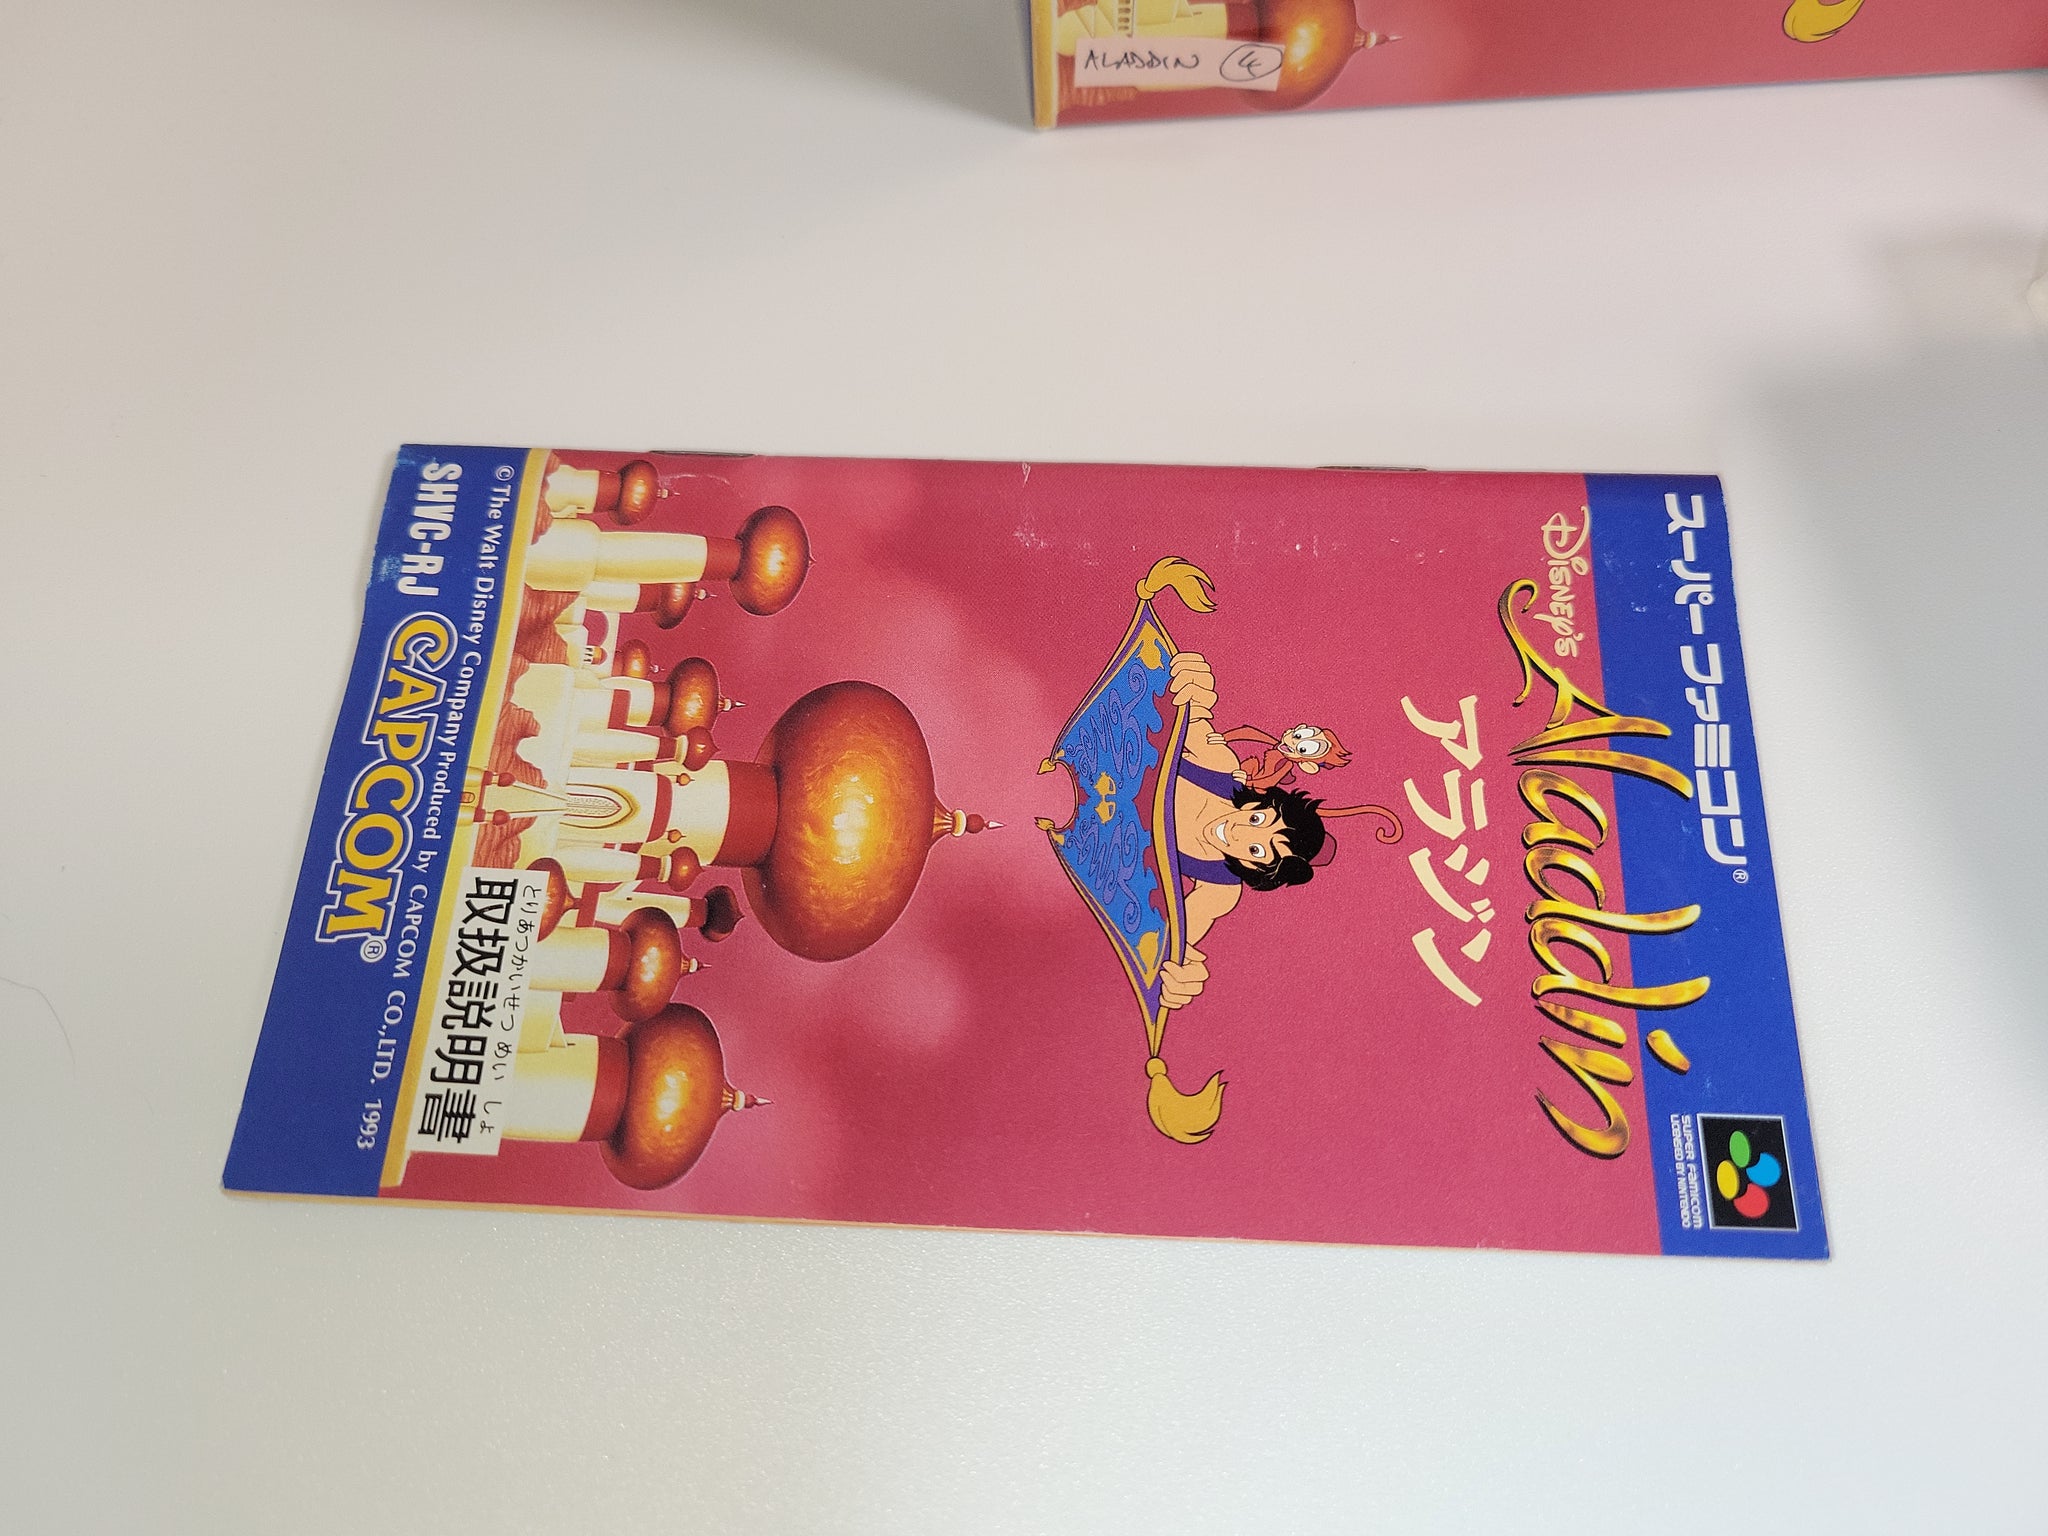 ALADDIN 4
スーパーファミコン®
SUPER FAMICOM
LICENSED BY NINTENDO
DISNEY'S
Aladdin
アラジン
とりあつかいせつめいしょ
取扱説明書
© The Walt Disney Company Produced by CAPCOM CO.,LTD. 1993
SHVC-RJ CAPCOM®